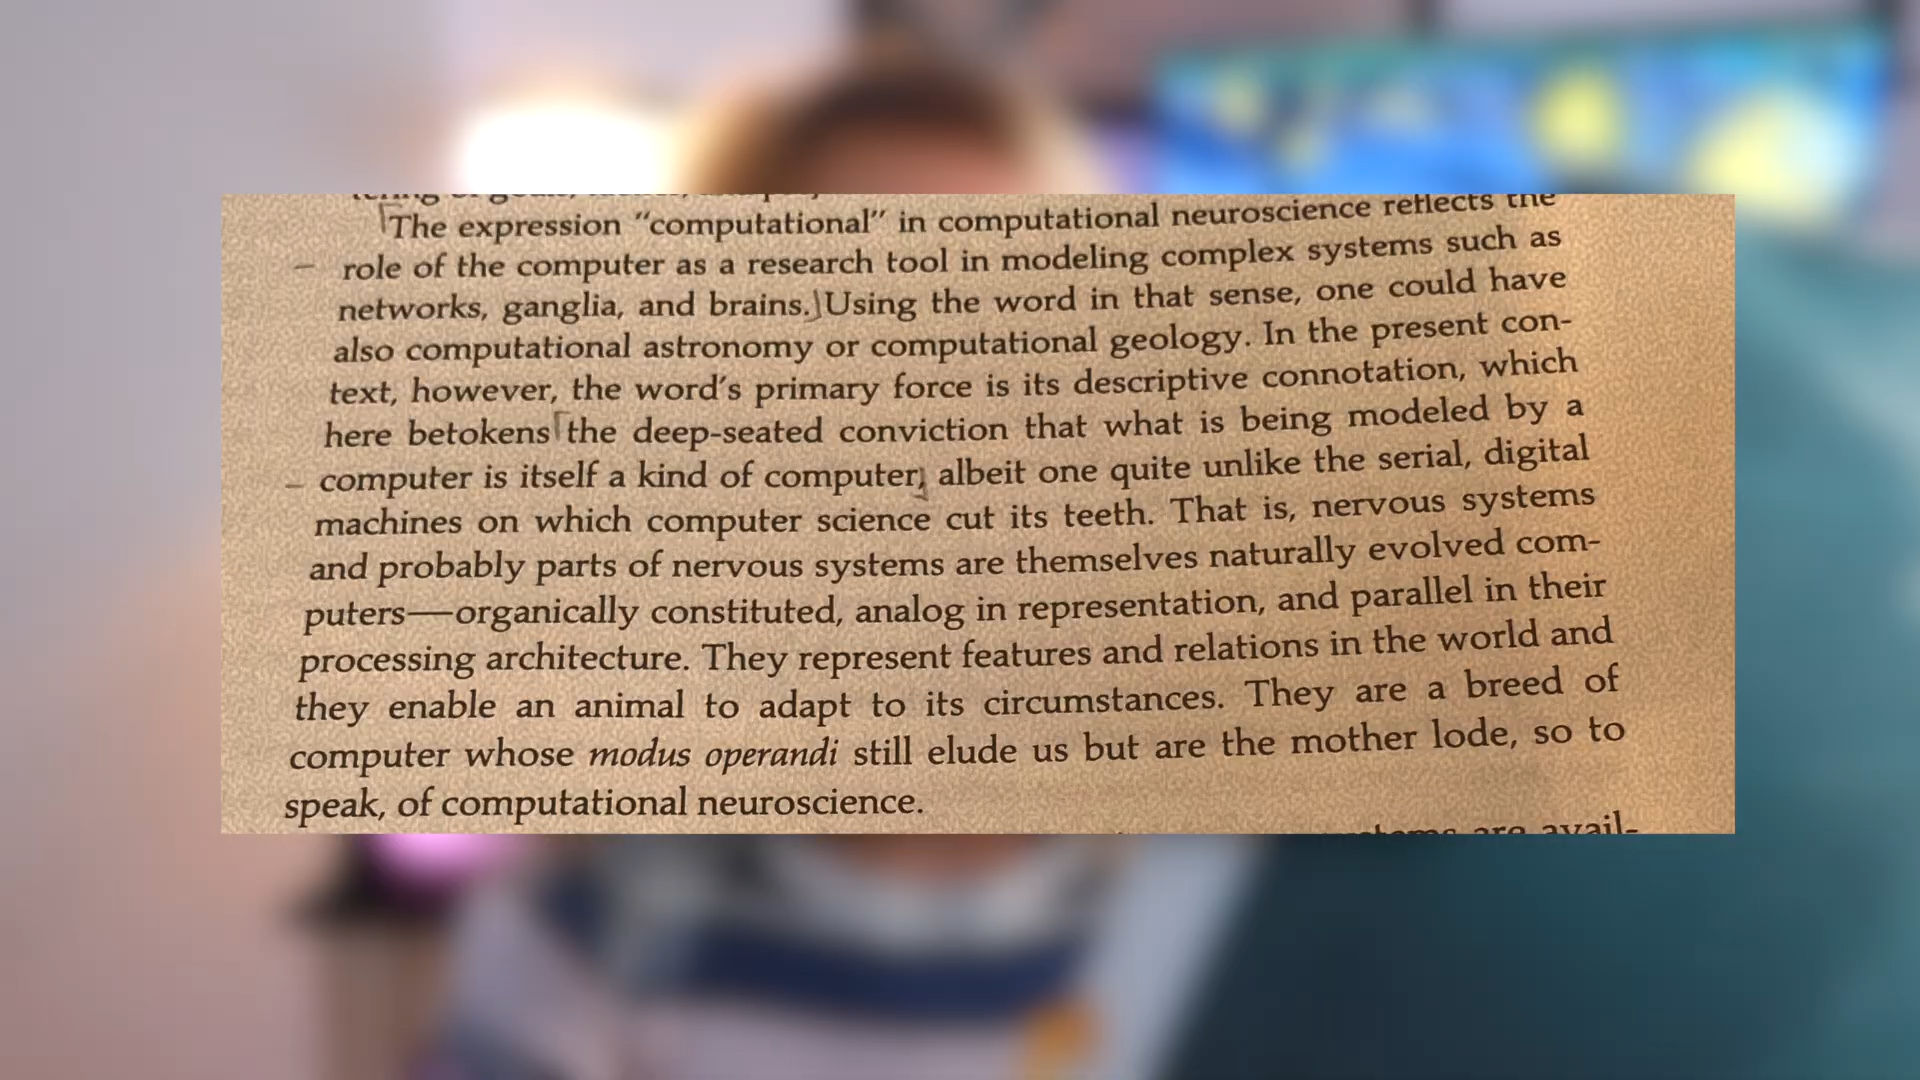 The expression "computational" in computational neuroscience reflects the
role of the computer as a research tool in modeling complex systems such as
networks, ganglia, and brains. Using the word in that sense, one could have
also computational astronomy or computational geology. In the present con-
text, however, the word's primary force is its descriptive connotation, which
here betokens the deep-seated conviction that what is being modeled by a
computer is itself a kind of computer, albeit one quite unlike the serial, digital
machines on which computer science cut its teeth. That is, nervous systems
and probably parts of nervous systems are themselves naturally evolved com-
puters—organically constituted, analog in representation, and parallel in their
processing architecture. They represent features and relations in the world and
they enable an animal to adapt to its circumstances. They are a breed of
computer whose modus operandi still elude us but are the mother lode, so to
speak, of computational neuroscience.
are avail-